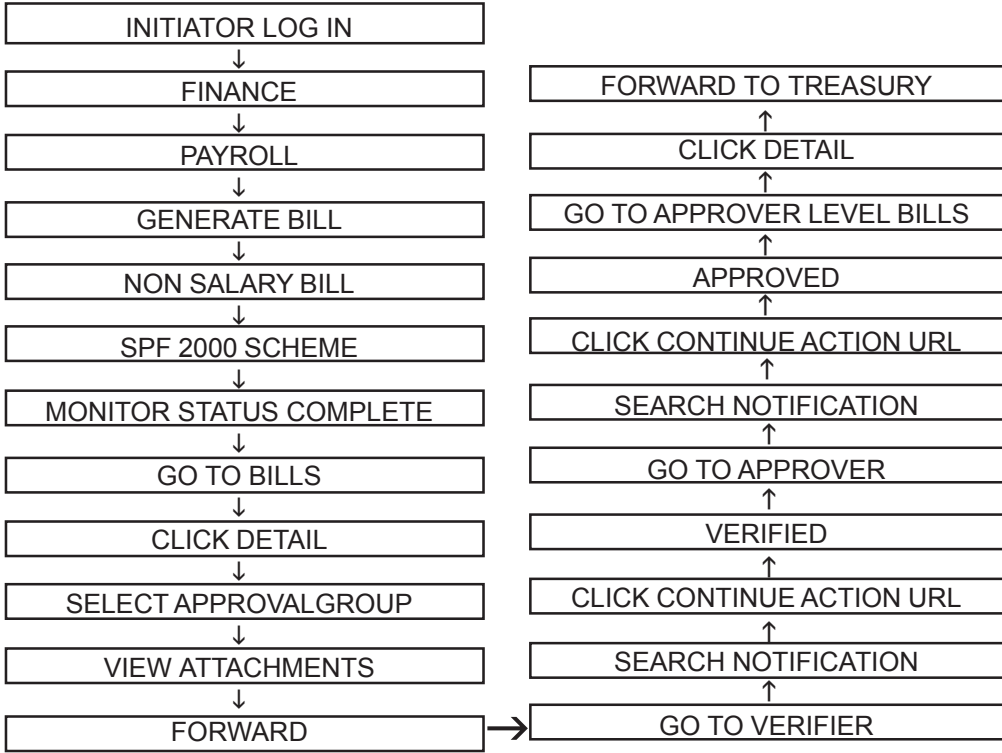 INITIATOR LOG IN
FINANCE
PAYROLL
GENERATE BILL
NON SALARY BILL
SPF 2000 SCHEME
MONITOR STATUS COMPLETE
GO TO BILLS
CLICK DETAIL
SELECT APPROVALGROUP
VIEW ATTACHMENTS
FORWARD
GO TO VERIFIER
SEARCH NOTIFICATION
CLICK CONTINUE ACTION URL
VERIFIED
GO TO APPROVER
SEARCH NOTIFICATION
CLICK CONTINUE ACTION URL
APPROVED
GO TO APPROVER LEVEL BILLS
CLICK DETAIL
FORWARD TO TREASURY